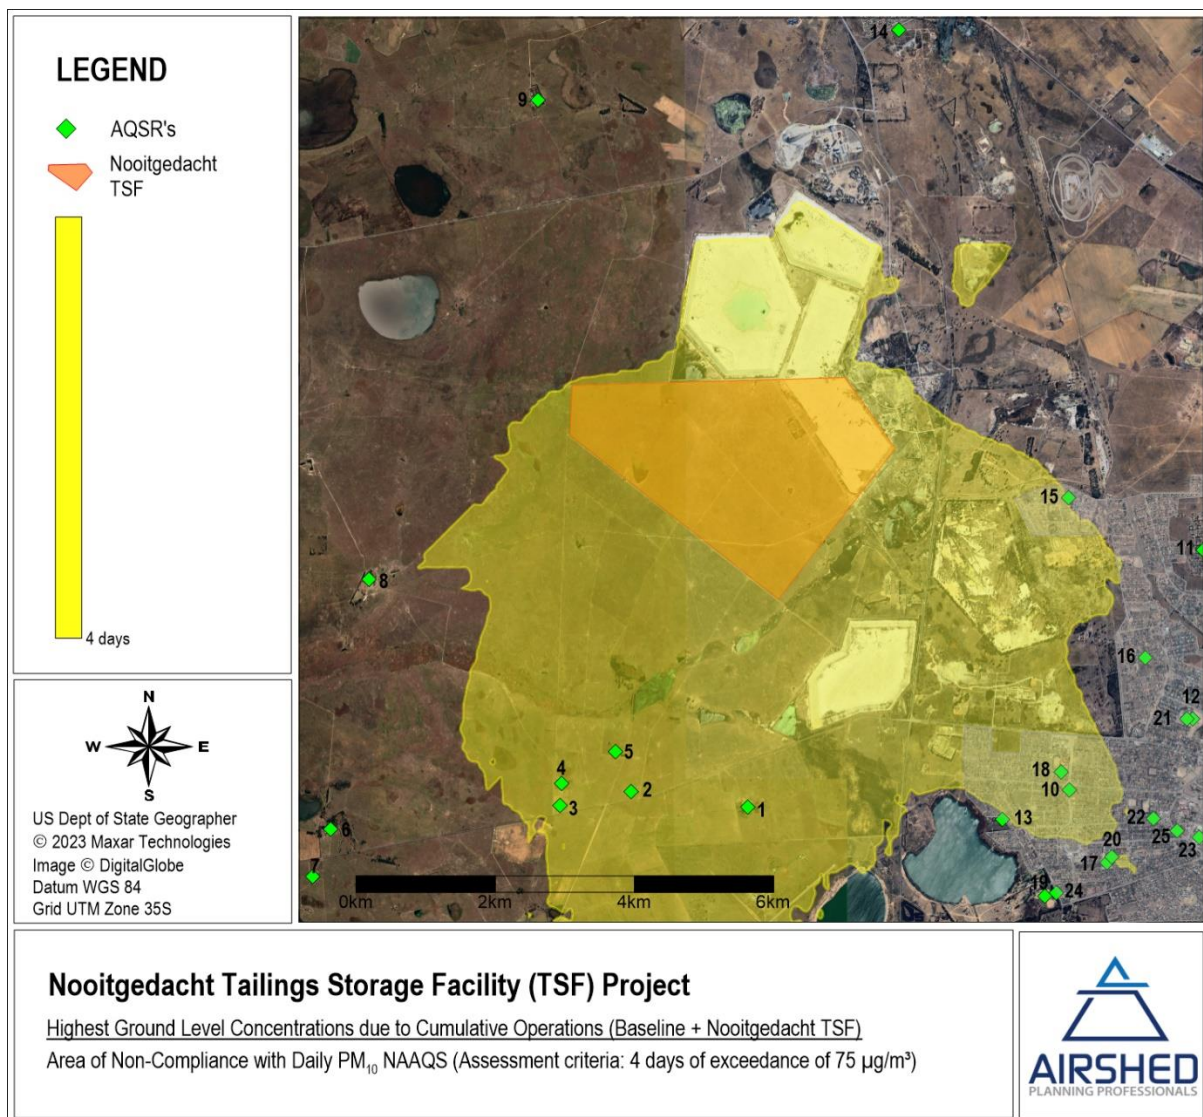 LEGEND
AQSR's
Nooitgedacht
TSF
4 days
N
W
E
S
US Dept of State Geographer
© 2023 Maxar Technologies
Image © DigitalGlobe
Datum WGS 84
Grid UTM Zone 35S
14
9
15
11
8
16
12
21
5
4
18
2
10
3
1
13
22
6
25
23
20
17
7
19
24
0km
2km
4km
6km
Nooitgedacht Tailings Storage Facility (TSF) Project
Highest Ground Level Concentrations due to Cumulative Operations (Baseline + Nooitgedacht TSF)
Area of Non-Compliance with Daily PM₁₀ NAAQS (Assessment criteria: 4 days of exceedance of 75 µg/m³)
AIRSHED
PLANNING PROFESSIONALS